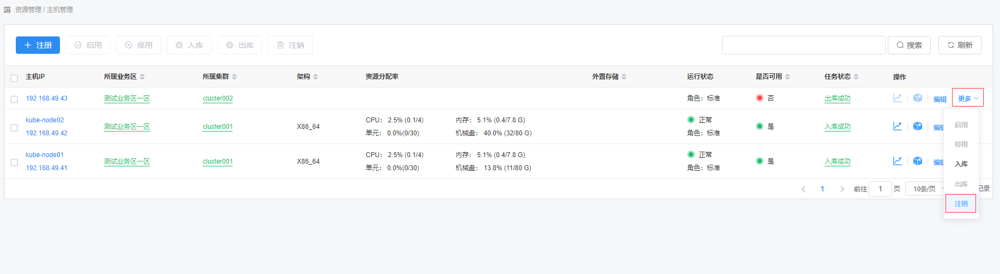 资源管理 / 主机管理
注册 启用 停用 入库 出库 注销 搜索 刷新
主机IP 所属业务区 所属集群 架构 资源分配率 外置存储 运行状态 是否可用 任务状态 操作
192.168.49.43 测试业务区一区 cluster002 角色：标准 否 出库成功 编辑 更多
kube-node02 CPU： 2.5% (0.1/4) 内存： 5.1% (0.4/7.8 G) 正常
测试业务区一区 cluster001 X86_64 是 入库成功 编辑
192.168.49.42 单元： 0.0%(0/30) 机械盘： 40.0% (32/80 G) 角色：标准
kube-node01 CPU： 2.5% (0.1/4) 内存： 5.1% (0.4/7.8 G) 正常
测试业务区一区 cluster001 X86_64 是 入库成功 编辑
192.168.49.41 单元： 0.0%(0/30) 机械盘： 13.8% (11/80 G) 角色：标准
1 前往 1 页 10条/页 记录
启用
停用
入库
出库
注销